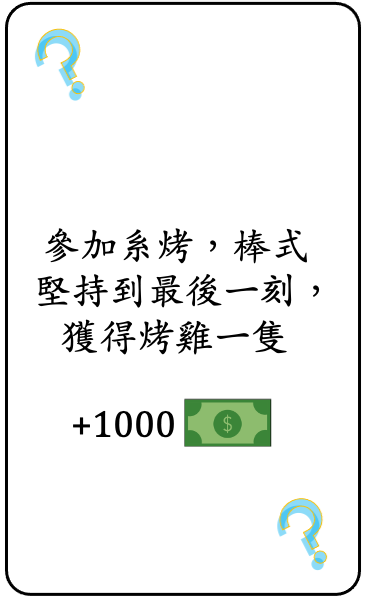 ?
參加系烤，棒式
堅持到最後一刻，
獲得烤雞一隻
+1000 $
?